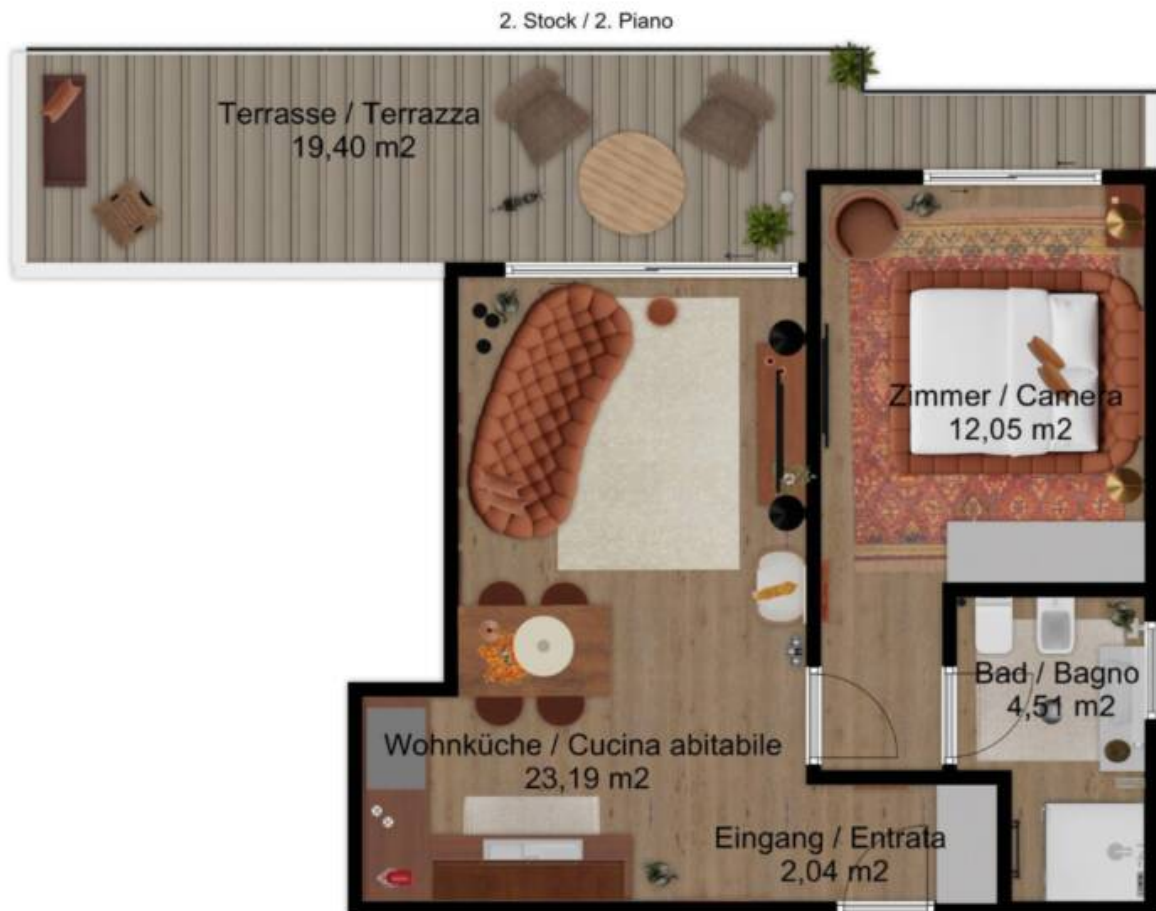 2. Stock / 2. Piano
Terrasse / Terrazza
19,40 m2
Zimmer / Camera
12,05 m2
Bad / Bagno
4,51 m2
Wohnküche / Cucina abitabile
23,19 m2
Eingang / Entrata
2,04 m2